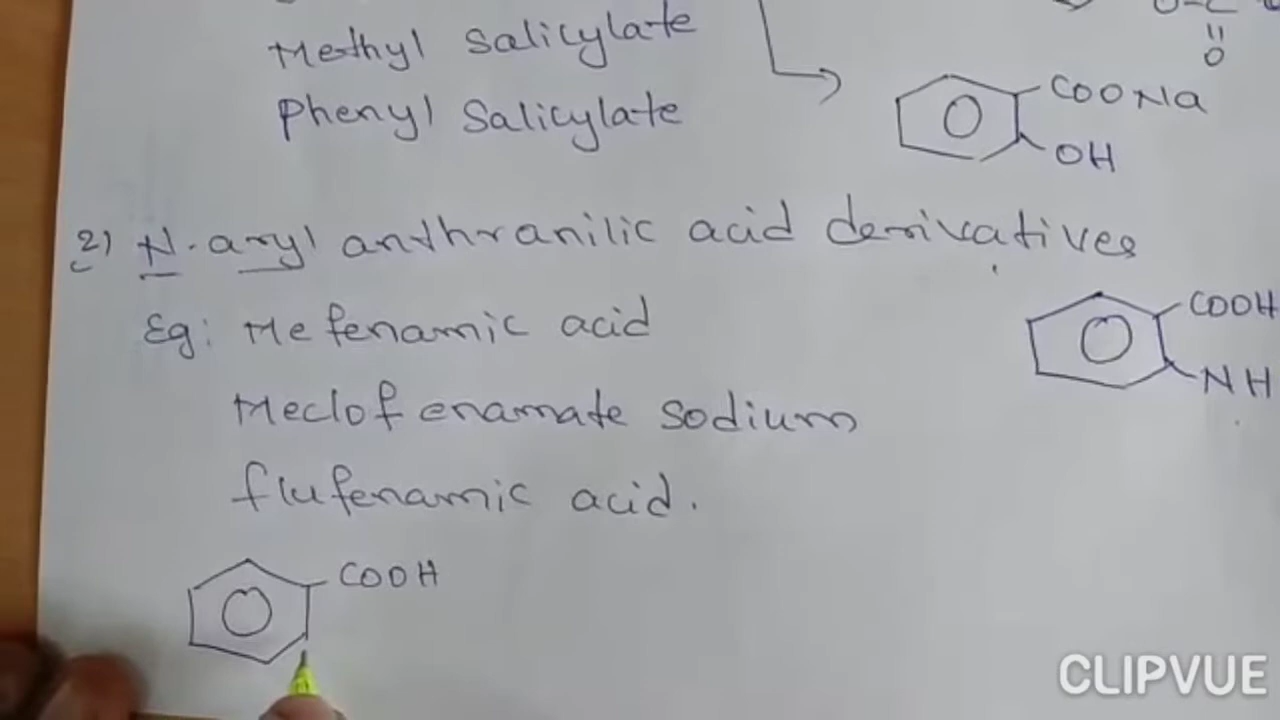 Methyl Salicylate
O-C
||
O
COONa
Phenyl Salicylate
OH
2) N-aryl anthranilic acid derivatives
Eg: Mefenamic acid
COOH
NH
Meclofenamate sodium
flufenamic acid.
COOH
CLIPVUE